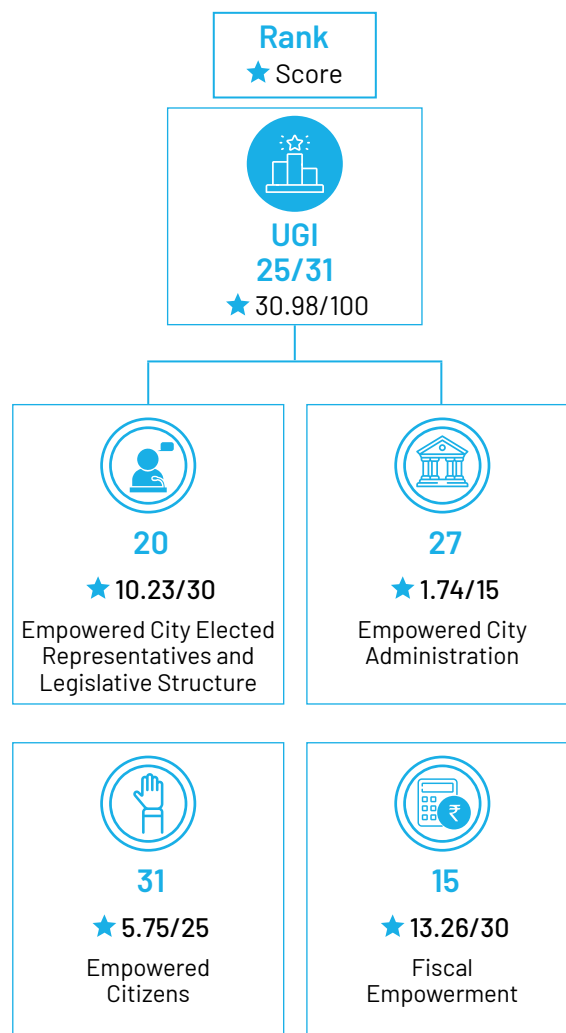 Rank
★ Score
UGI
25/31
★ 30.98/100
20
★ 10.23/30
Empowered City Elected
Representatives and
Legislative Structure
27
★ 1.74/15
Empowered City
Administration
31
★ 5.75/25
Empowered
Citizens
₹
15
★ 13.26/30
Fiscal
Empowerment